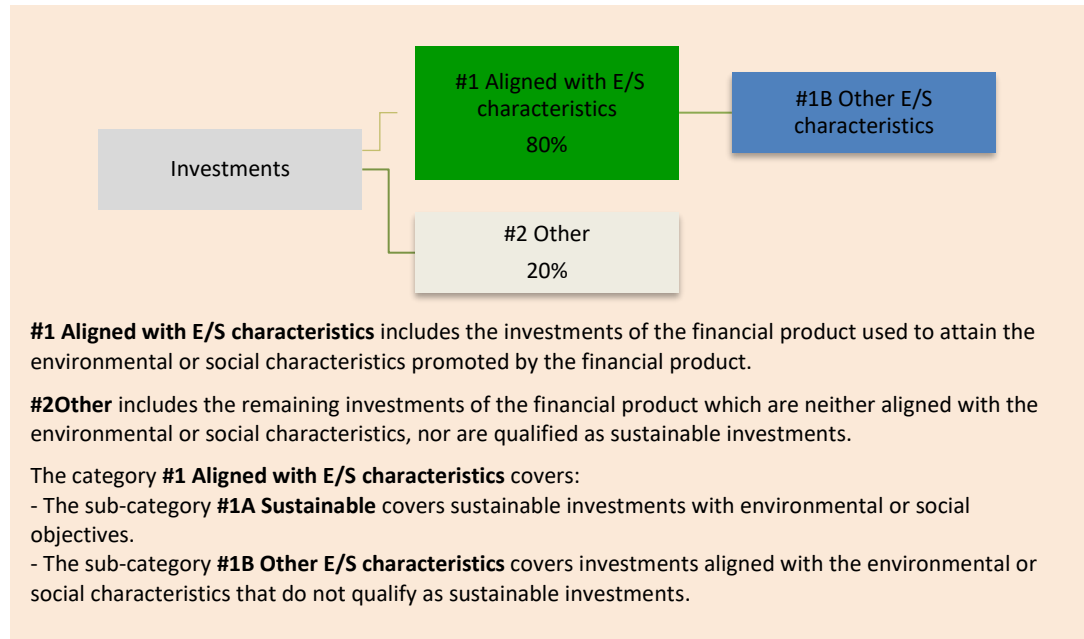 #1 Aligned with E/S
characteristics
80%
#1B Other E/S
characteristics
Investments
#2 Other
20%
#1 Aligned with E/S characteristics includes the investments of the financial product used to attain the
environmental or social characteristics promoted by the financial product.
#2Other includes the remaining investments of the financial product which are neither aligned with the
environmental or social characteristics, nor are qualified as sustainable investments.
The category #1 Aligned with E/S characteristics covers:
- The sub-category #1A Sustainable covers sustainable investments with environmental or social
objectives.
- The sub-category #1B Other E/S characteristics covers investments aligned with the environmental or
social characteristics that do not qualify as sustainable investments.